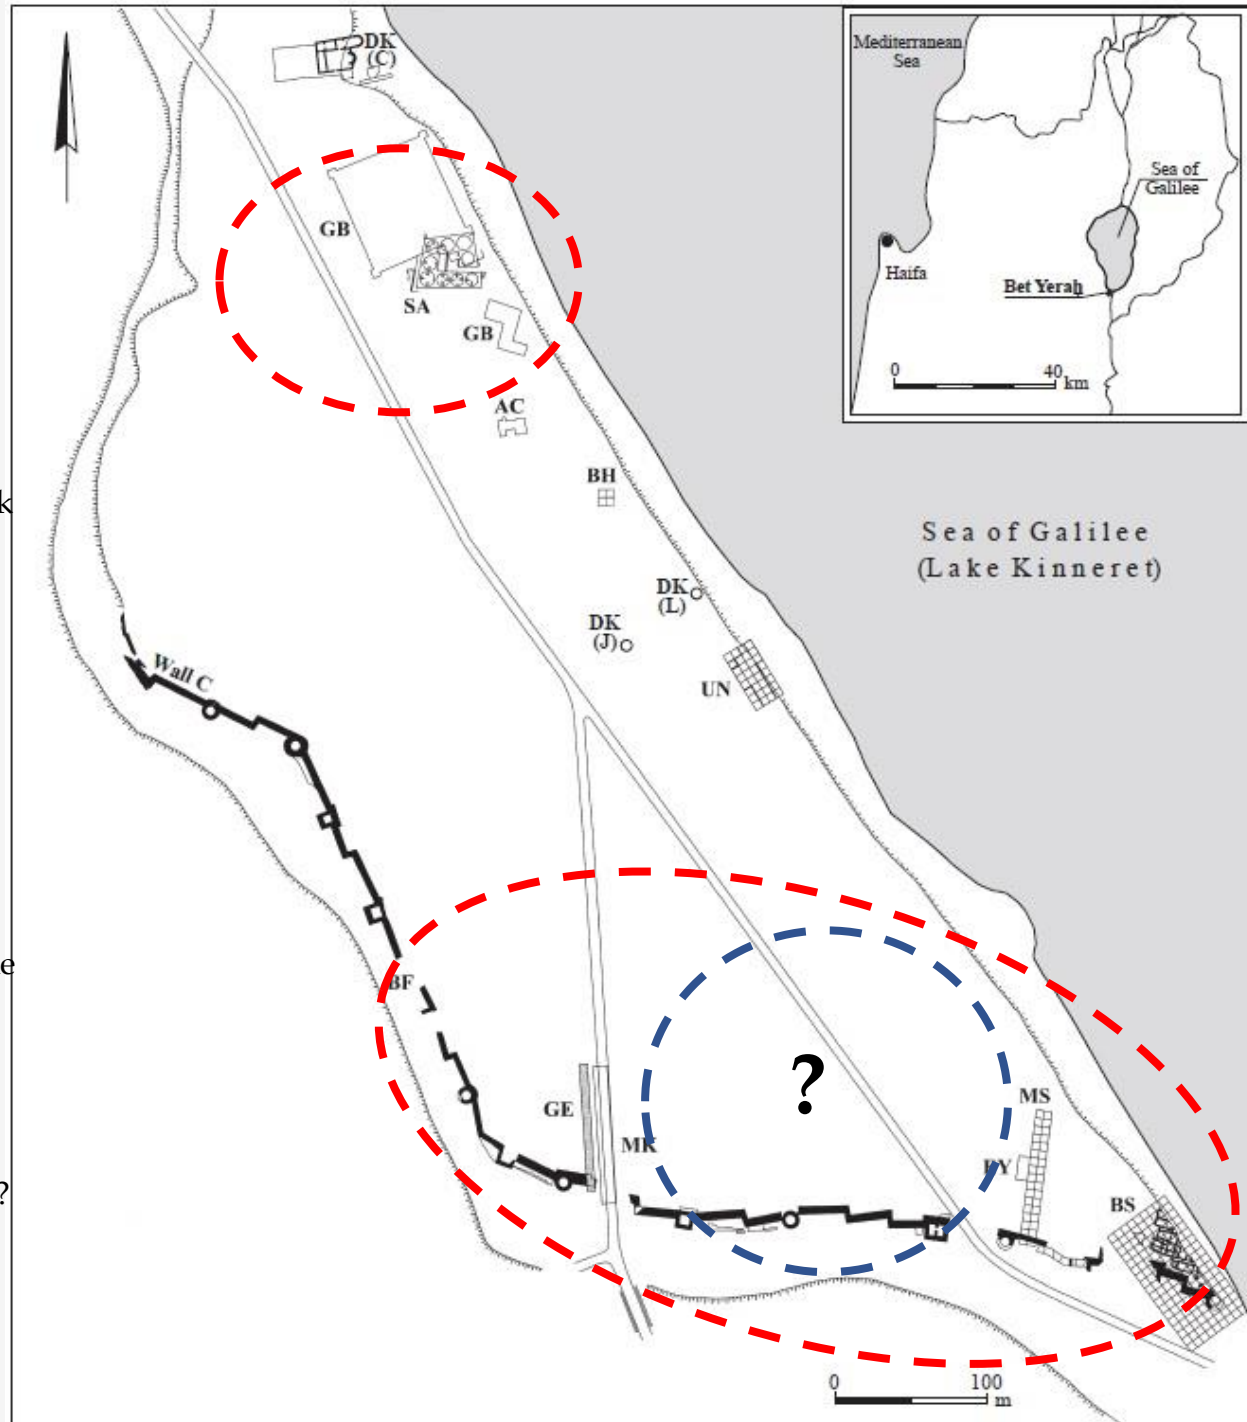 DK
(C)
Mediterranean
Sea
Sea of
Galilee
Haifa
Bet Yerah
0 40 km
GB
SA
GB
AC
BH
k
Sea of Galilee
(Lake Kinneret)
DK
(L)
DK
(J)
Wall C
UN
e
BF
?
GE
MS
MK
PY
?
BS
0 100 m